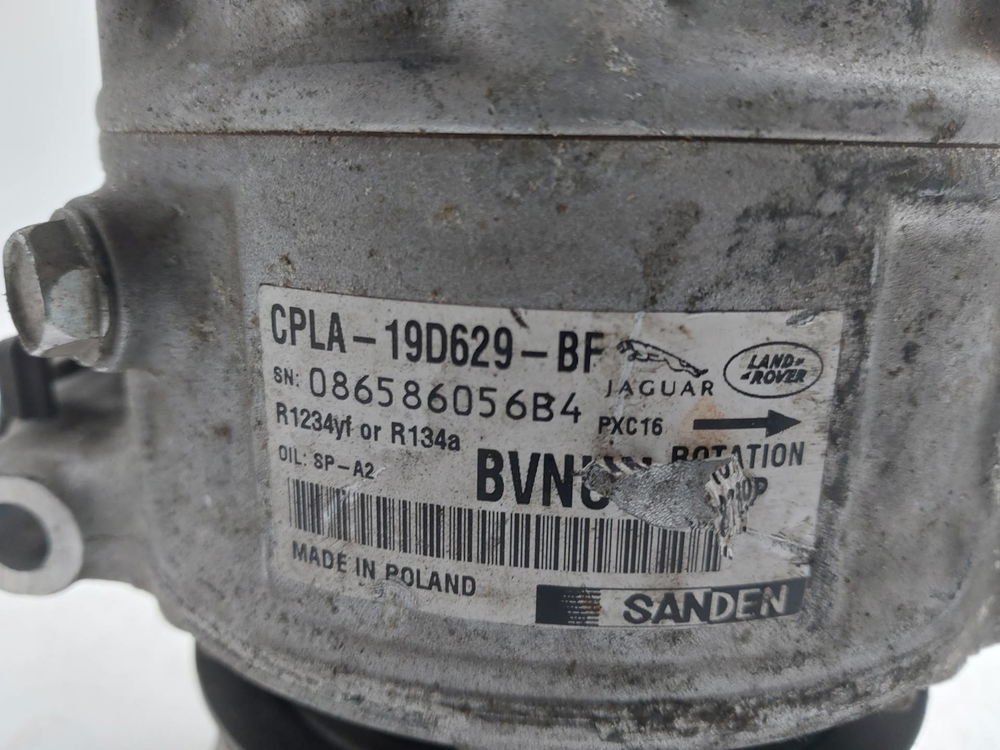 CPLA-19D629-BF
JAGUAR
LAND-
-ROVER
SN: 086586056B4
PXC16
R1234yf or R134a
ROTATION
OIL: SP-A2
MADE IN POLAND
SANDEN